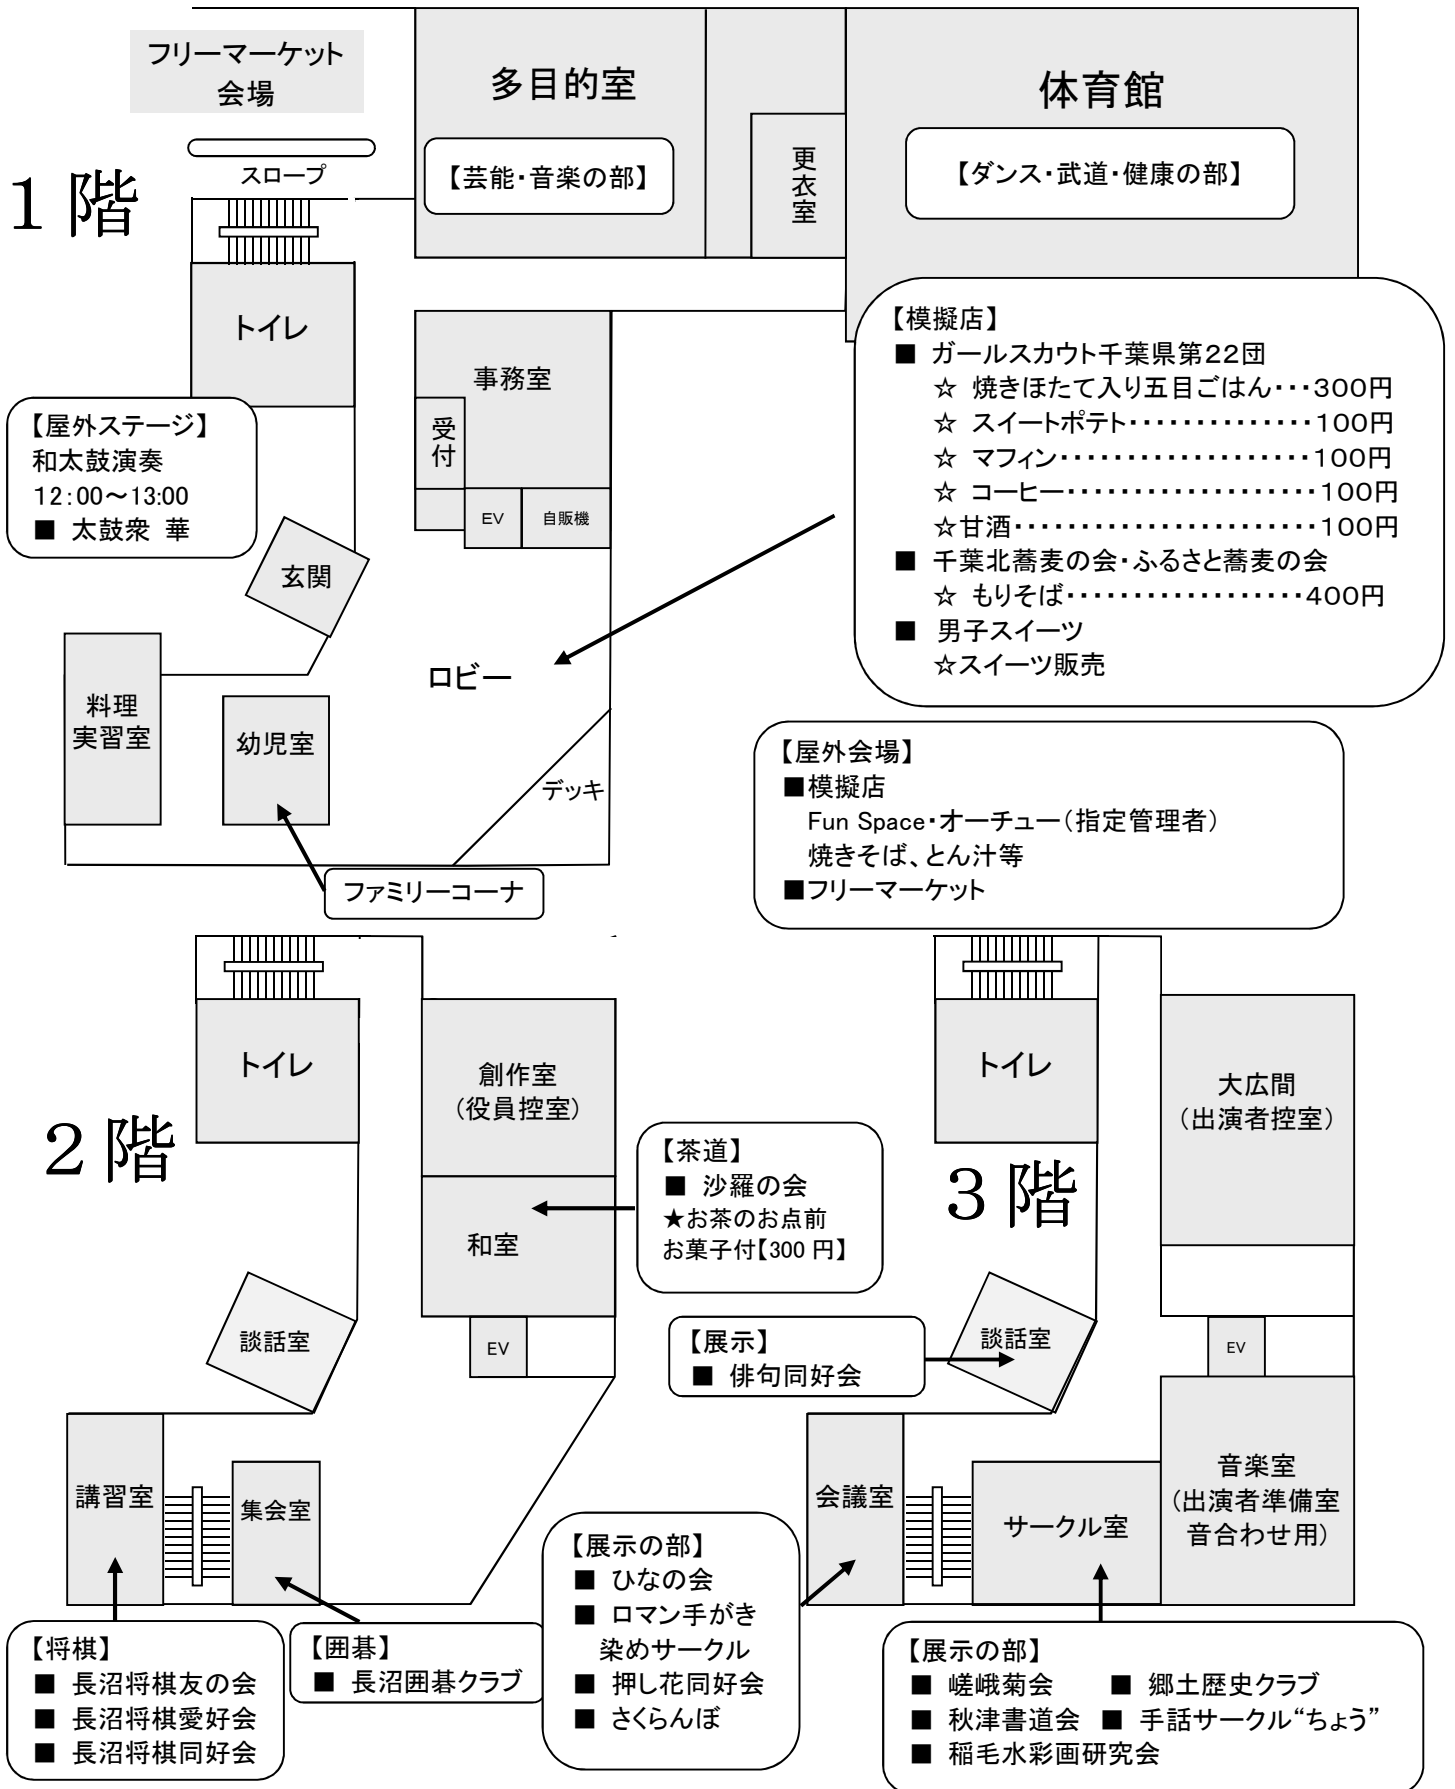 フリーマーケット
会場
多目的室
【芸能・音楽の部】
更衣室
体育館
【ダンス・武道・健康の部】
スロープ
１階
トイレ
事務室
受付
EV
自販機
【屋外ステージ】
和太鼓演奏
12：00～13:00
■ 太鼓衆 華
玄関
【模擬店】
■ ガールスカウト千葉県第２２団
☆ 焼きほたて入り五目ごはん・・・３００円
☆ スイートポテト・・・・・・・・・・・・・・１００円
☆ マフィン・・・・・・・・・・・・・・・・・・・１００円
☆ コーヒー・・・・・・・・・・・・・・・・・・・１００円
☆甘酒・・・・・・・・・・・・・・・・・・・・・・・１００円
■ 千葉北蕎麦の会・ふるさと蕎麦の会
☆ もりそば・・・・・・・・・・・・・・・・・・４００円
■ 男子スイーツ
☆スイーツ販売
ロビー
料理
実習室
幼児室
デッキ
ファミリーコーナ
【屋外会場】
■模擬店
Fun Space・オーチュー（指定管理者）
焼きそば、とん汁等
■フリーマーケット
２階
トイレ
創作室
（役員控室）
和室
【茶道】
■ 沙羅の会
★お茶のお点前
お菓子付【300 円】
談話室
EV
講習室
集会室
【将棋】
■ 長沼将棋友の会
■ 長沼将棋愛好会
■ 長沼将棋同好会
【囲碁】
■ 長沼囲碁クラブ
３階
トイレ
大広間
（出演者控室）
【展示】
■ 俳句同好会
談話室
EV
会議室
サークル室
音楽室
（出演者準備室
音合わせ用）
【展示の部】
■ ひなの会
■ ロマン手がき
染めサークル
■ 押し花同好会
■ さくらんぼ
【展示の部】
■ 嵯峨菊会 ■ 郷土歴史クラブ
■ 秋津書道会 ■ 手話サークル“ちょう”
■ 稲毛水彩画研究会